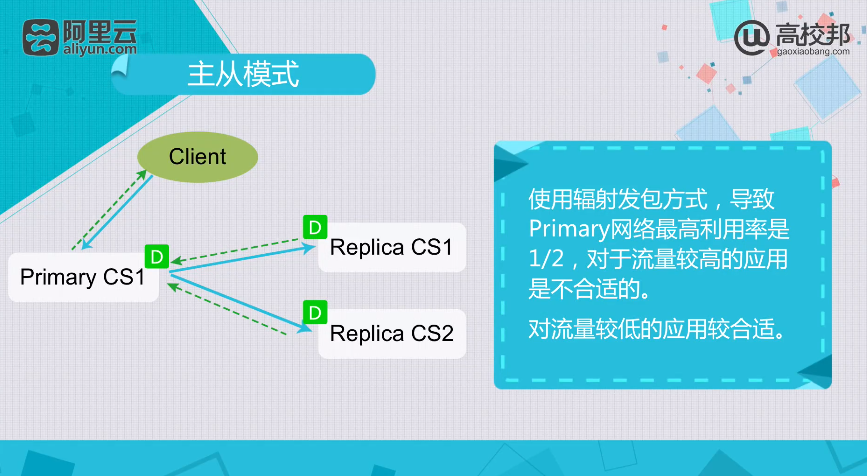 阿里云
aliyun.com
高校邦
gaoxiaobang.com
主从模式
Client
D
Primary CS1
D
Replica CS1
D
Replica CS2
使用辐射发包方式，导致
Primary网络最高利用率是
1/2，对于流量较高的应用
是不合适的。
对流量较低的应用较合适。